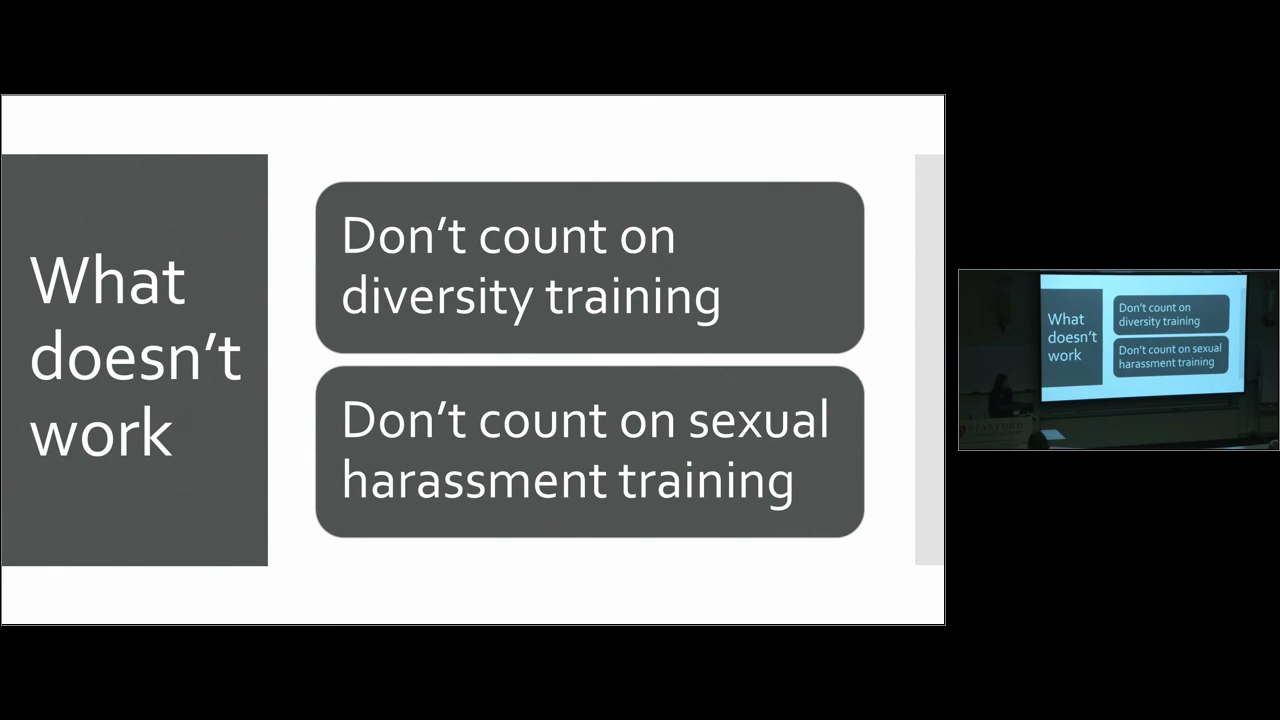 What
doesn’t
work
Don’t count on
diversity training
Don’t count on sexual
harassment training
What
doesn’t
work
Don’t count on
diversity training
Don’t count on sexual
harassment training
STANFORD